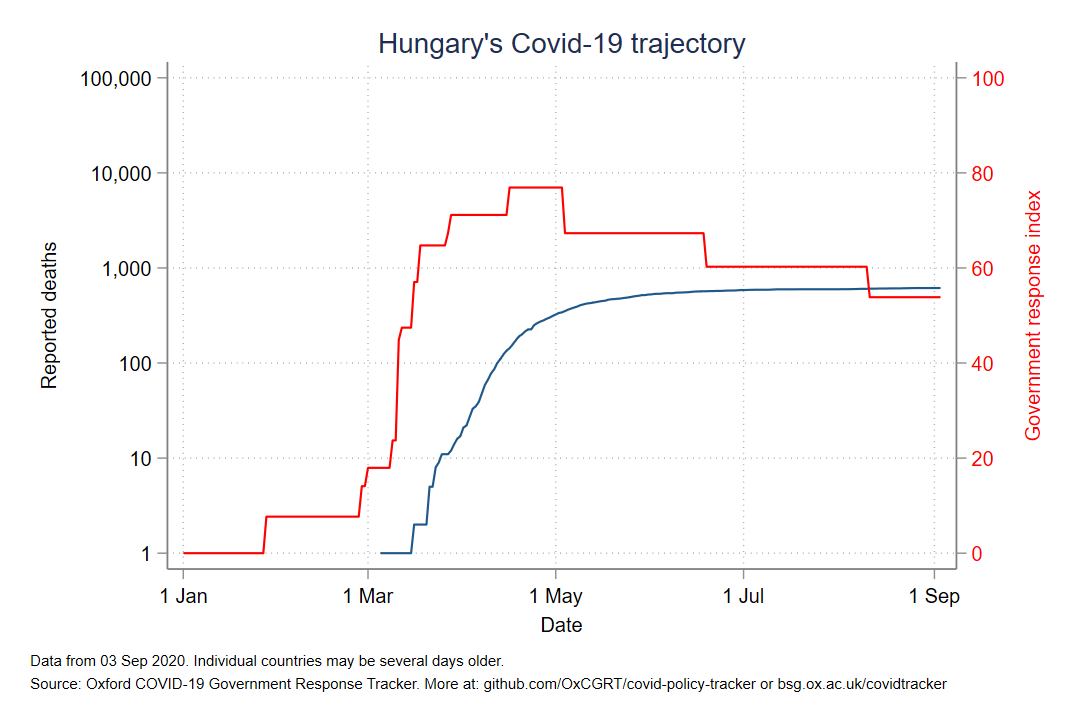 Hungary's Covid-19 trajectory
100,000
10,000
1,000
100
10
1
Reported deaths
100
80
60
40
20
0
Government response index
1 Jan
1 Mar
1 May
1 Jul
1 Sep
Date
Data from 03 Sep 2020. Individual countries may be several days older.
Source: Oxford COVID-19 Government Response Tracker. More at: github.com/OxCGRT/covid-policy-tracker or bsg.ox.ac.uk/covidtracker